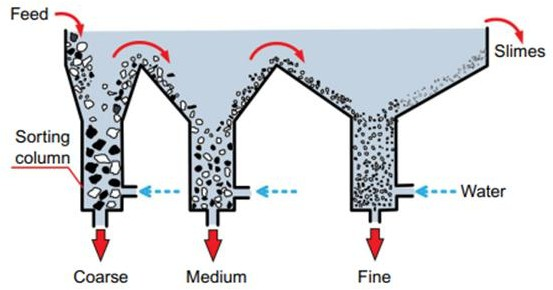 Feed
Slimes
Sorting
column
Water
Coarse
Medium
Fine